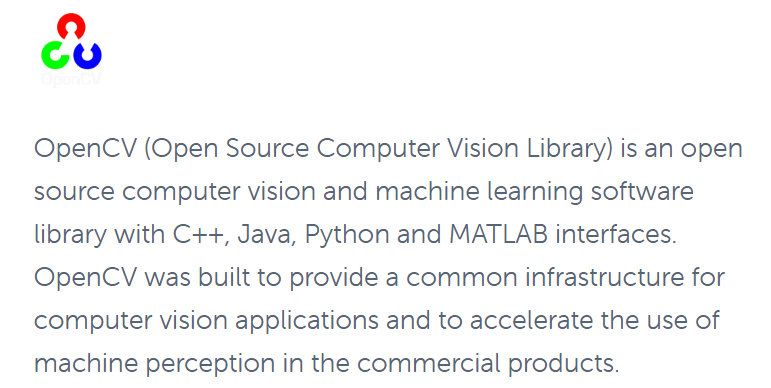 OpenCV
OpenCV (Open Source Computer Vision Library) is an open
source computer vision and machine learning software
library with C++, Java, Python and MATLAB interfaces.
OpenCV was built to provide a common infrastructure for
computer vision applications and to accelerate the use of
machine perception in the commercial products.